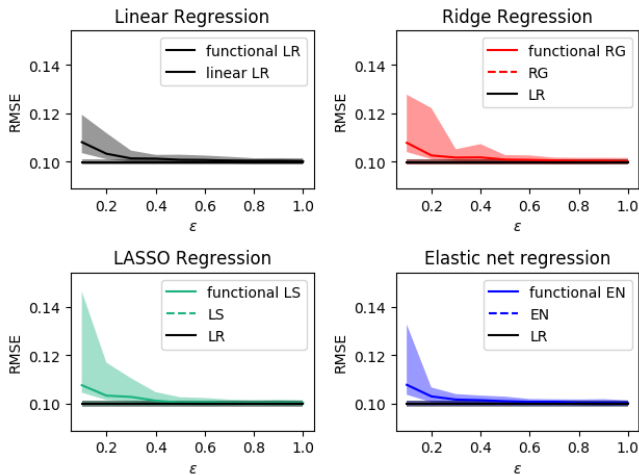 Linear Regression
functional LR
linear LR
RMSE
0.14
0.12
0.10
0.2 0.4 0.6 0.8 1.0
ε
Ridge Regression
functional RG
RG
LR
RMSE
0.14
0.12
0.10
0.2 0.4 0.6 0.8 1.0
ε
LASSO Regression
functional LS
LS
LR
RMSE
0.14
0.12
0.10
0.2 0.4 0.6 0.8 1.0
ε
Elastic net regression
functional EN
EN
LR
RMSE
0.14
0.12
0.10
0.2 0.4 0.6 0.8 1.0
ε